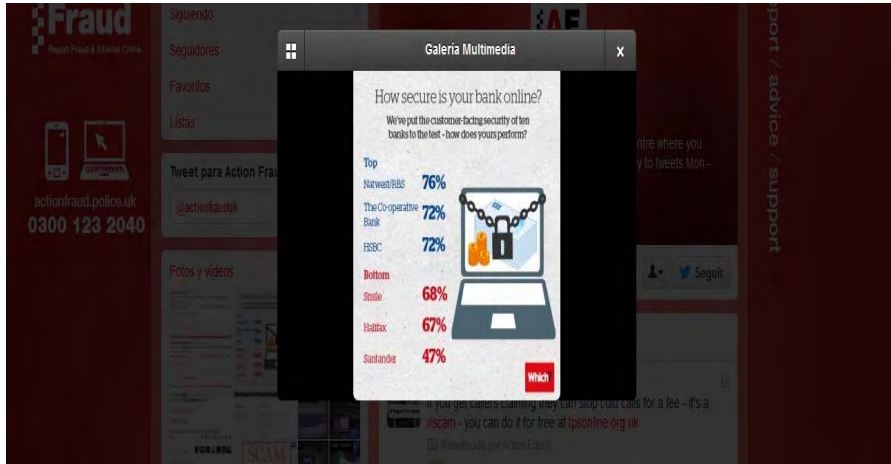 Fraud
Report Fraud & Internet Crime
Siguiendo
Seguidores
Favoritos
Listas
Tweet para Action Frau
@actionfrauduk
actionfraud.police.uk
0300 123 2040
Fotos y vídeos
SCAM
Galería Multimedia
x
How secure is your bank online?
We've put the customer-facing security of ten
banks to the test - how does yours perform?
Top
Natwest/RBS 76%
The Co-operative
Bank 72%
HSBC 72%
Bottom
Smile 68%
Halifax 67%
Santander 47%
Which?
AF
ntre where you
y to tweets Mon -
Seguir
If you get callers claiming they can stop cold calls for a fee - it's a
#scam - you can do it for free at tpsonline.org.uk
Retwitteado por Action Fraud
port / advice / support